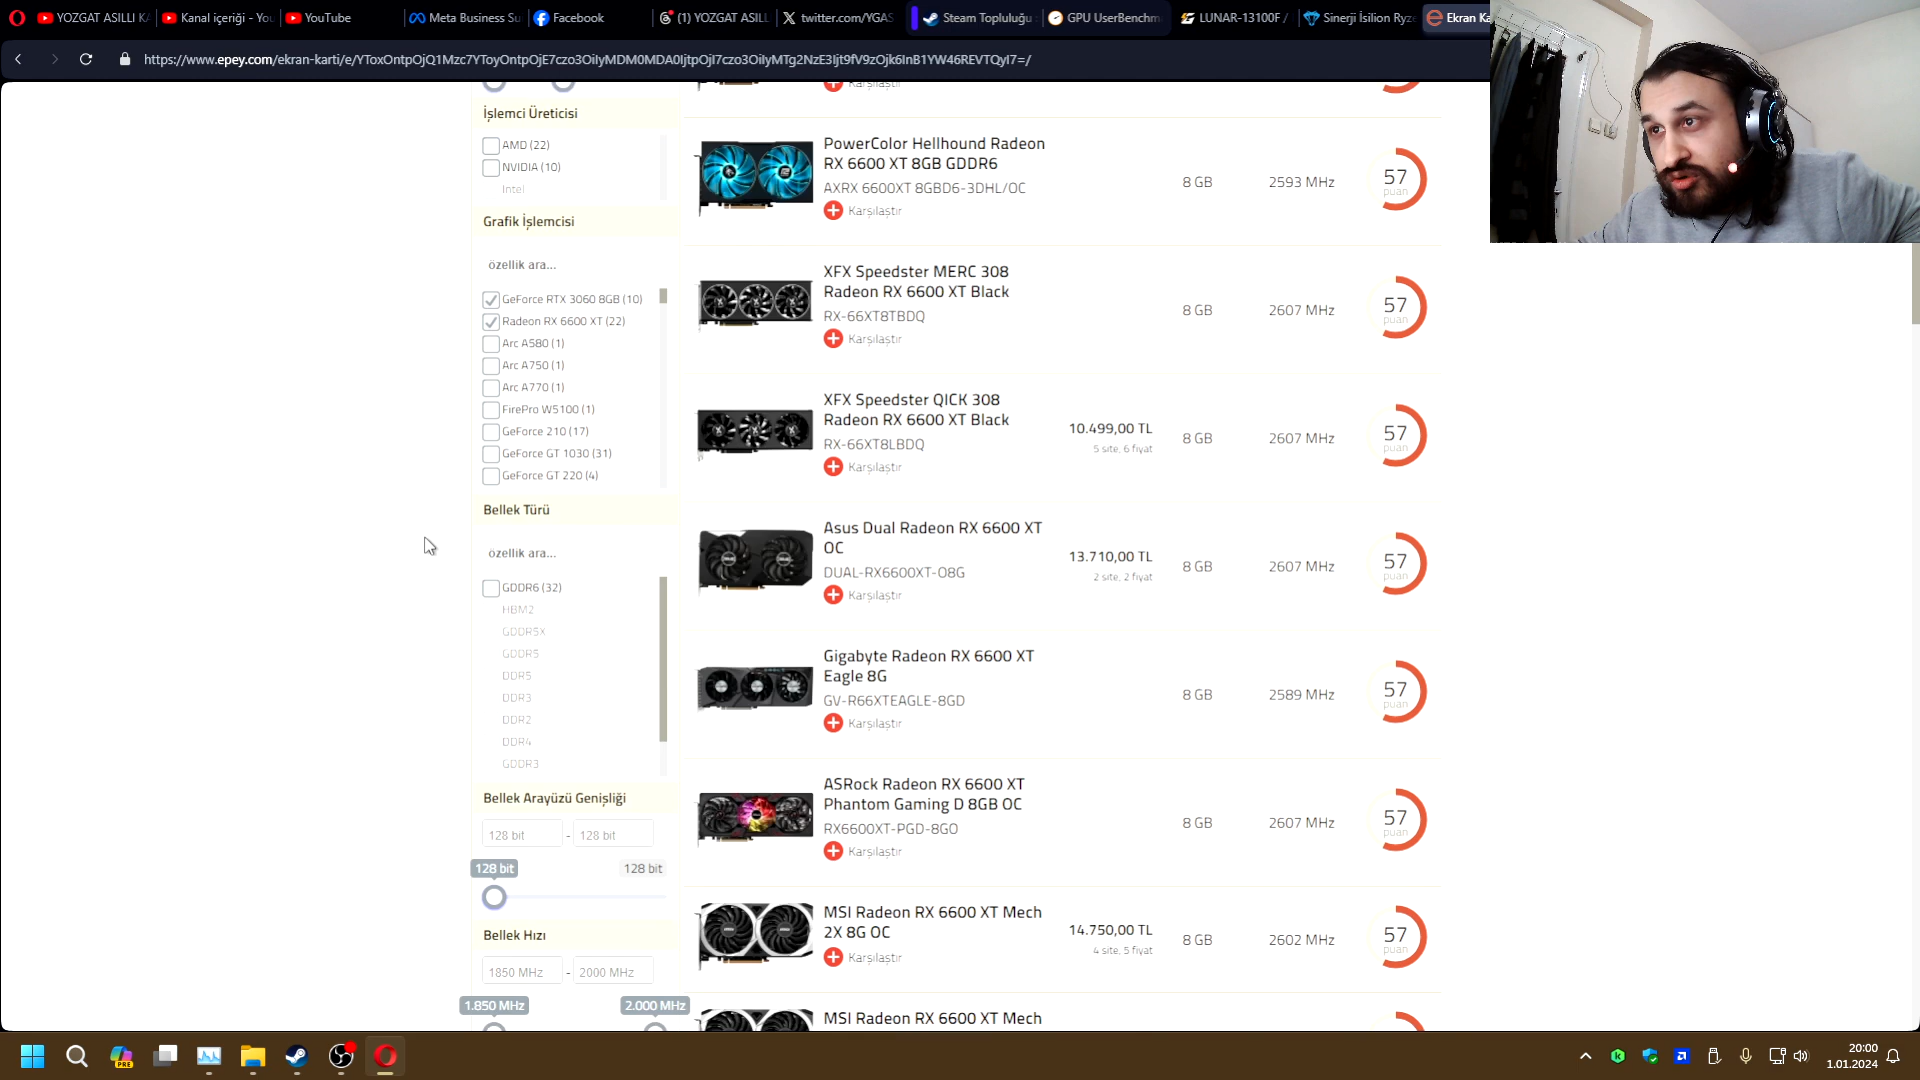 YOZGAT ASILLI KA
Kanal içeriği - You
YouTube
Meta Business Su
Facebook
(1) YOZGAT ASILL
twitter.com/YGAS
Steam Topluluğu
GPU UserBenchm
LUNAR-13100F /
Sinerji İsilion Ryze
Ekran Ka
https://www.epey.com/ekran-karti/e/YToxOntpOjQ1Mzc7YToyOntpOjE7czo3OiIyMDM0MDA0IjtpOjI7czo3OiIyMTg2NzE3Ijt9fV9zOjk6InB1YW46REVTQyI7=/
Karşılaştır
İşlemci Üreticisi
AMD (22)
NVIDIA (10)
Intel
Grafik İşlemcisi
özellik ara...
GeForce RTX 3060 8GB (10)
Radeon RX 6600 XT (22)
Arc A580 (1)
Arc A750 (1)
Arc A770 (1)
FirePro W5100 (1)
GeForce 210 (17)
GeForce GT 1030 (31)
GeForce GT 220 (4)
Bellek Türü
özellik ara...
GDDR6 (32)
HBM2
GDDR5X
GDDR5
DDR5
DDR3
DDR2
DDR4
GDDR3
Bellek Arayüzü Genişliği
128 bit - 128 bit
128 bit 128 bit
Bellek Hızı
1850 MHz - 2000 MHz
1.850 MHz 2.000 MHz
PowerColor Hellhound Radeon
RX 6600 XT 8GB GDDR6
AXRX 6600XT 8GBD6-3DHL/OC
Karşılaştır
8 GB
2593 MHz
57
puan
XFX Speedster MERC 308
Radeon RX 6600 XT Black
RX-66XT8TBDQ
Karşılaştır
8 GB
2607 MHz
57
puan
XFX Speedster QICK 308
Radeon RX 6600 XT Black
RX-66XT8LBDQ
Karşılaştır
10.499,00 TL
5 site, 6 fiyat
8 GB
2607 MHz
57
puan
Asus Dual Radeon RX 6600 XT
OC
DUAL-RX6600XT-O8G
Karşılaştır
13.710,00 TL
2 site, 2 fiyat
8 GB
2607 MHz
57
puan
Gigabyte Radeon RX 6600 XT
Eagle 8G
GV-R66XTEAGLE-8GD
Karşılaştır
8 GB
2589 MHz
57
puan
ASRock Radeon RX 6600 XT
Phantom Gaming D 8GB OC
RX6600XT-PGD-8GO
Karşılaştır
8 GB
2607 MHz
57
puan
MSI Radeon RX 6600 XT Mech
2X 8G OC
Karşılaştır
14.750,00 TL
4 site, 5 fiyat
8 GB
2602 MHz
57
puan
MSI Radeon RX 6600 XT Mech
PRE
20:00
1.01.2024